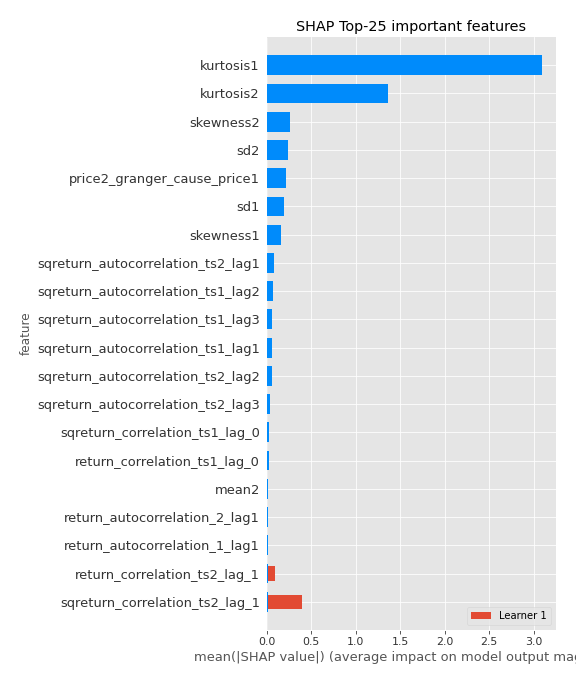 SHAP Top-25 important features
kurtosis1
kurtosis2
skewness2
sd2
price2_granger_cause_price1
sd1
skewness1
sqreturn_autocorrelation_ts2_lag1
sqreturn_autocorrelation_ts1_lag2
sqreturn_autocorrelation_ts1_lag3
sqreturn_autocorrelation_ts1_lag1
sqreturn_autocorrelation_ts2_lag2
sqreturn_autocorrelation_ts2_lag3
sqreturn_correlation_ts1_lag_0
return_correlation_ts1_lag_0
mean2
return_autocorrelation_2_lag1
return_autocorrelation_1_lag1
return_correlation_ts2_lag_1
sqreturn_correlation_ts2_lag_1
feature
Learner 1
0.0 0.5 1.0 1.5 2.0 2.5 3.0
mean(|SHAP value|) (average impact on model output mag